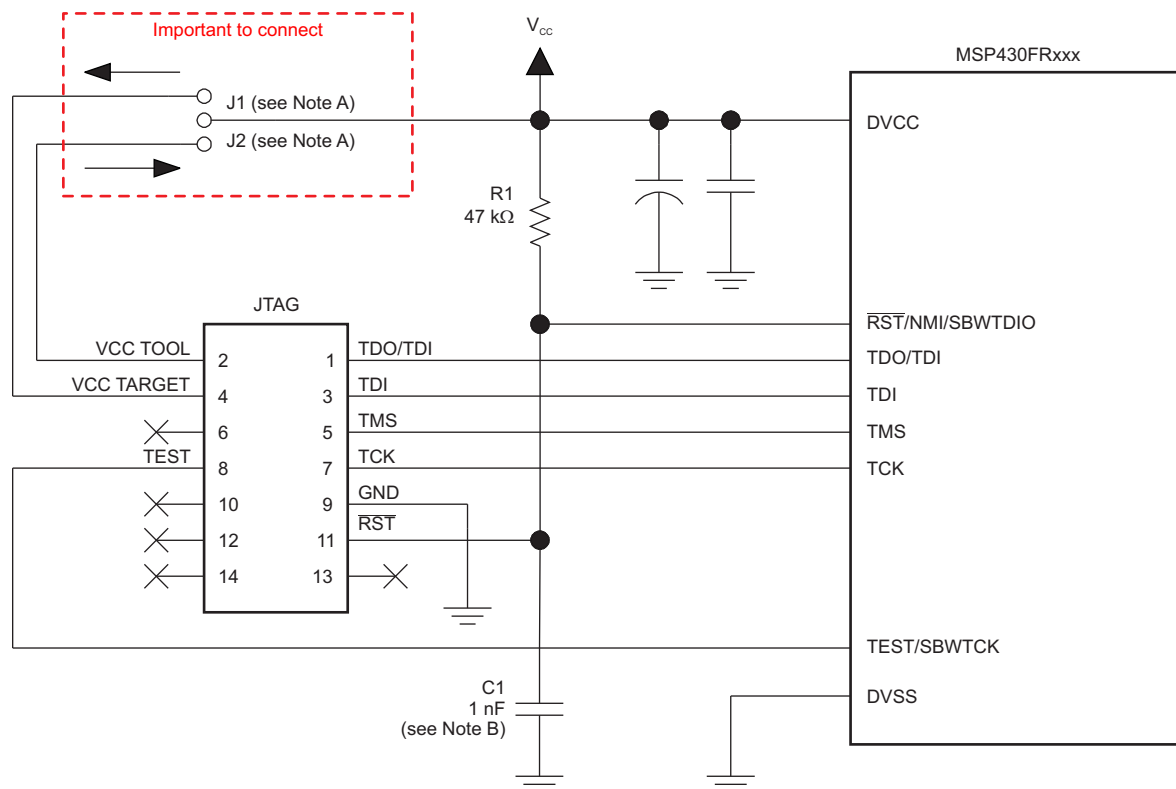 Important to connect
J1 (see Note A)
J2 (see Note A)
VCC
MSP430FRxxx
DVCC
R1
47 kΩ
JTAG
RST/NMI/SBWTDIO
VCC TOOL
2
1
TDO/TDI
TDO/TDI
VCC TARGET
4
3
TDI
TDI
6
5
TMS
TMS
TEST
8
7
TCK
TCK
10
9
GND
12
11
RST
14
13
TEST/SBWTCK
C1
1 nF
(see Note B)
DVSS